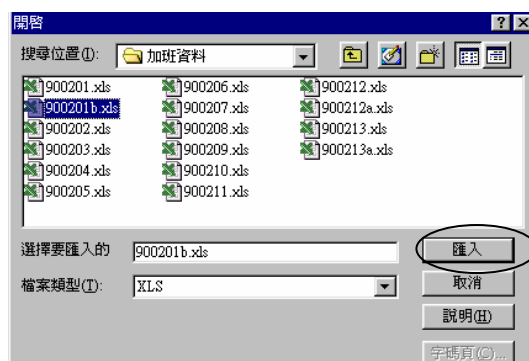 開啓
搜尋位置(I): 加班資料
900201.xls 900206.xls 900212.xls
900201b.xls 900207.xls 900212a.xls
900202.xls 900208.xls 900213.xls
900203.xls 900209.xls 900213a.xls
900204.xls 900210.xls
900205.xls 900211.xls
選擇要匯入的 900201b.xls 匯入
檔案類型(T): XLS 取消
說明(H)
字碼頁(C)...